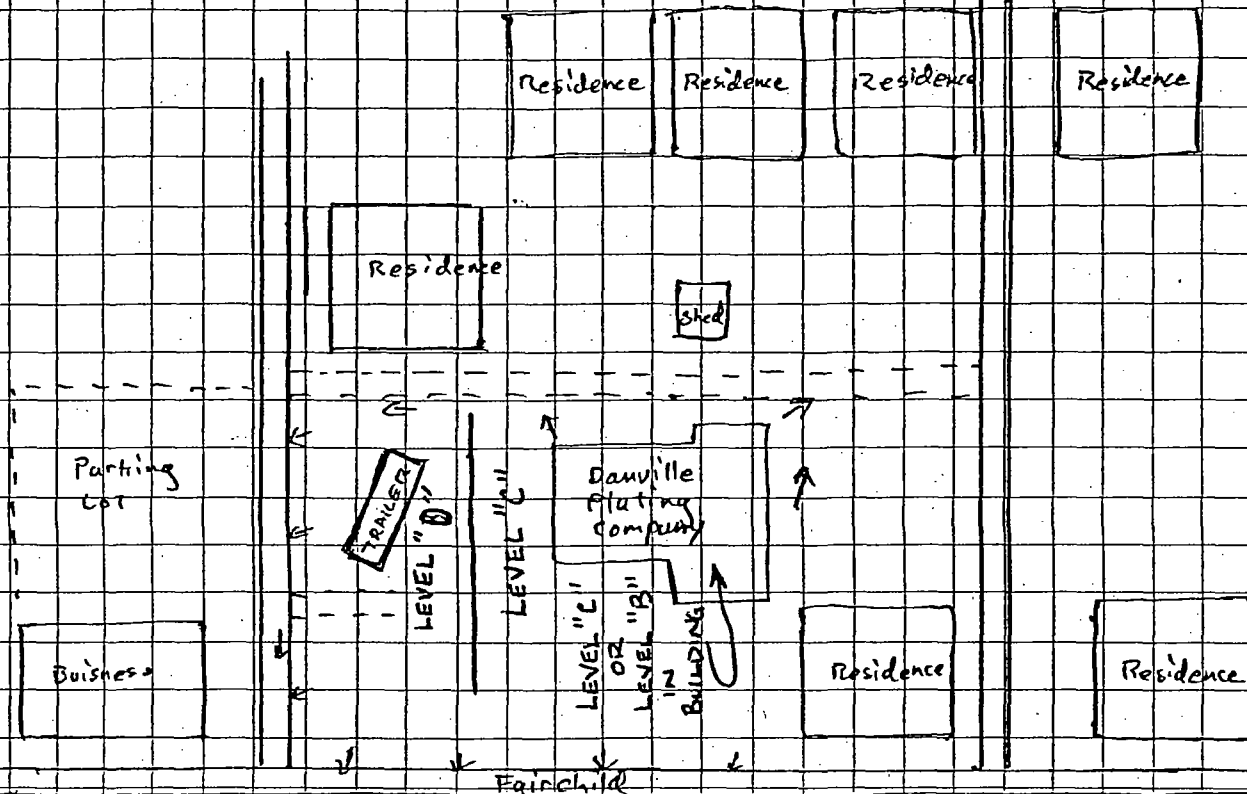 Residence
Residence
Residence
Residence
Residence
Shed
Parking
Lot
TRAILER
LEVEL "D"
LEVEL "C"
Danville
Plating
Company
LEVEL "C"
OR
LEVEL "B"
IN
BUILDING
Buisness
Residence
Residence
Fairchild